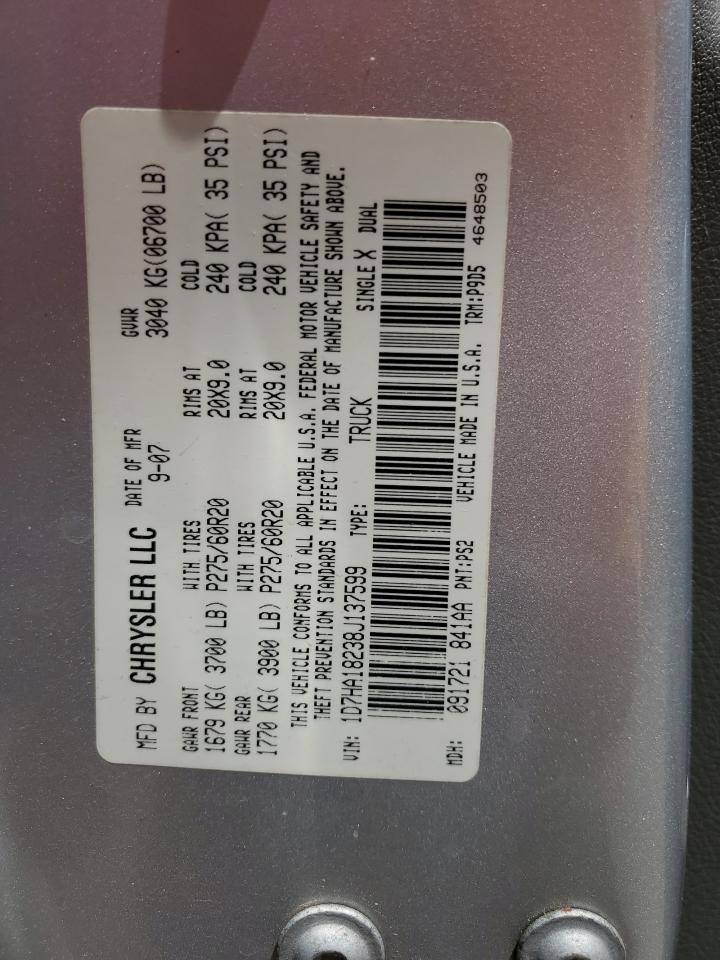 MFD BY CHRYSLER LLC DATE OF MFR GVWR
9-07 3040 KG(06700 LB)
GAWR FRONT WITH TIRES RIMS AT COLD
1679 KG( 3700 LB) P275/60R20 20X9.0 240 KPA( 35 PSI)
GAWR REAR WITH TIRES RIMS AT COLD
1770 KG( 3900 LB) P275/60R20 20X9.0 240 KPA( 35 PSI)
THIS VEHICLE CONFORMS TO ALL APPLICABLE U.S.A. FEDERAL MOTOR VEHICLE SAFETY AND
THEFT PREVENTION STANDARDS IN EFFECT ON THE DATE OF MANUFACTURE SHOWN ABOVE.
VIN: 1D7HA18238J137599 TYPE: TRUCK SINGLE X DUAL
MDH: 091721 841AA PNT:PS2 VEHICLE MADE IN U.S.A. TRM:P9D5 4648503